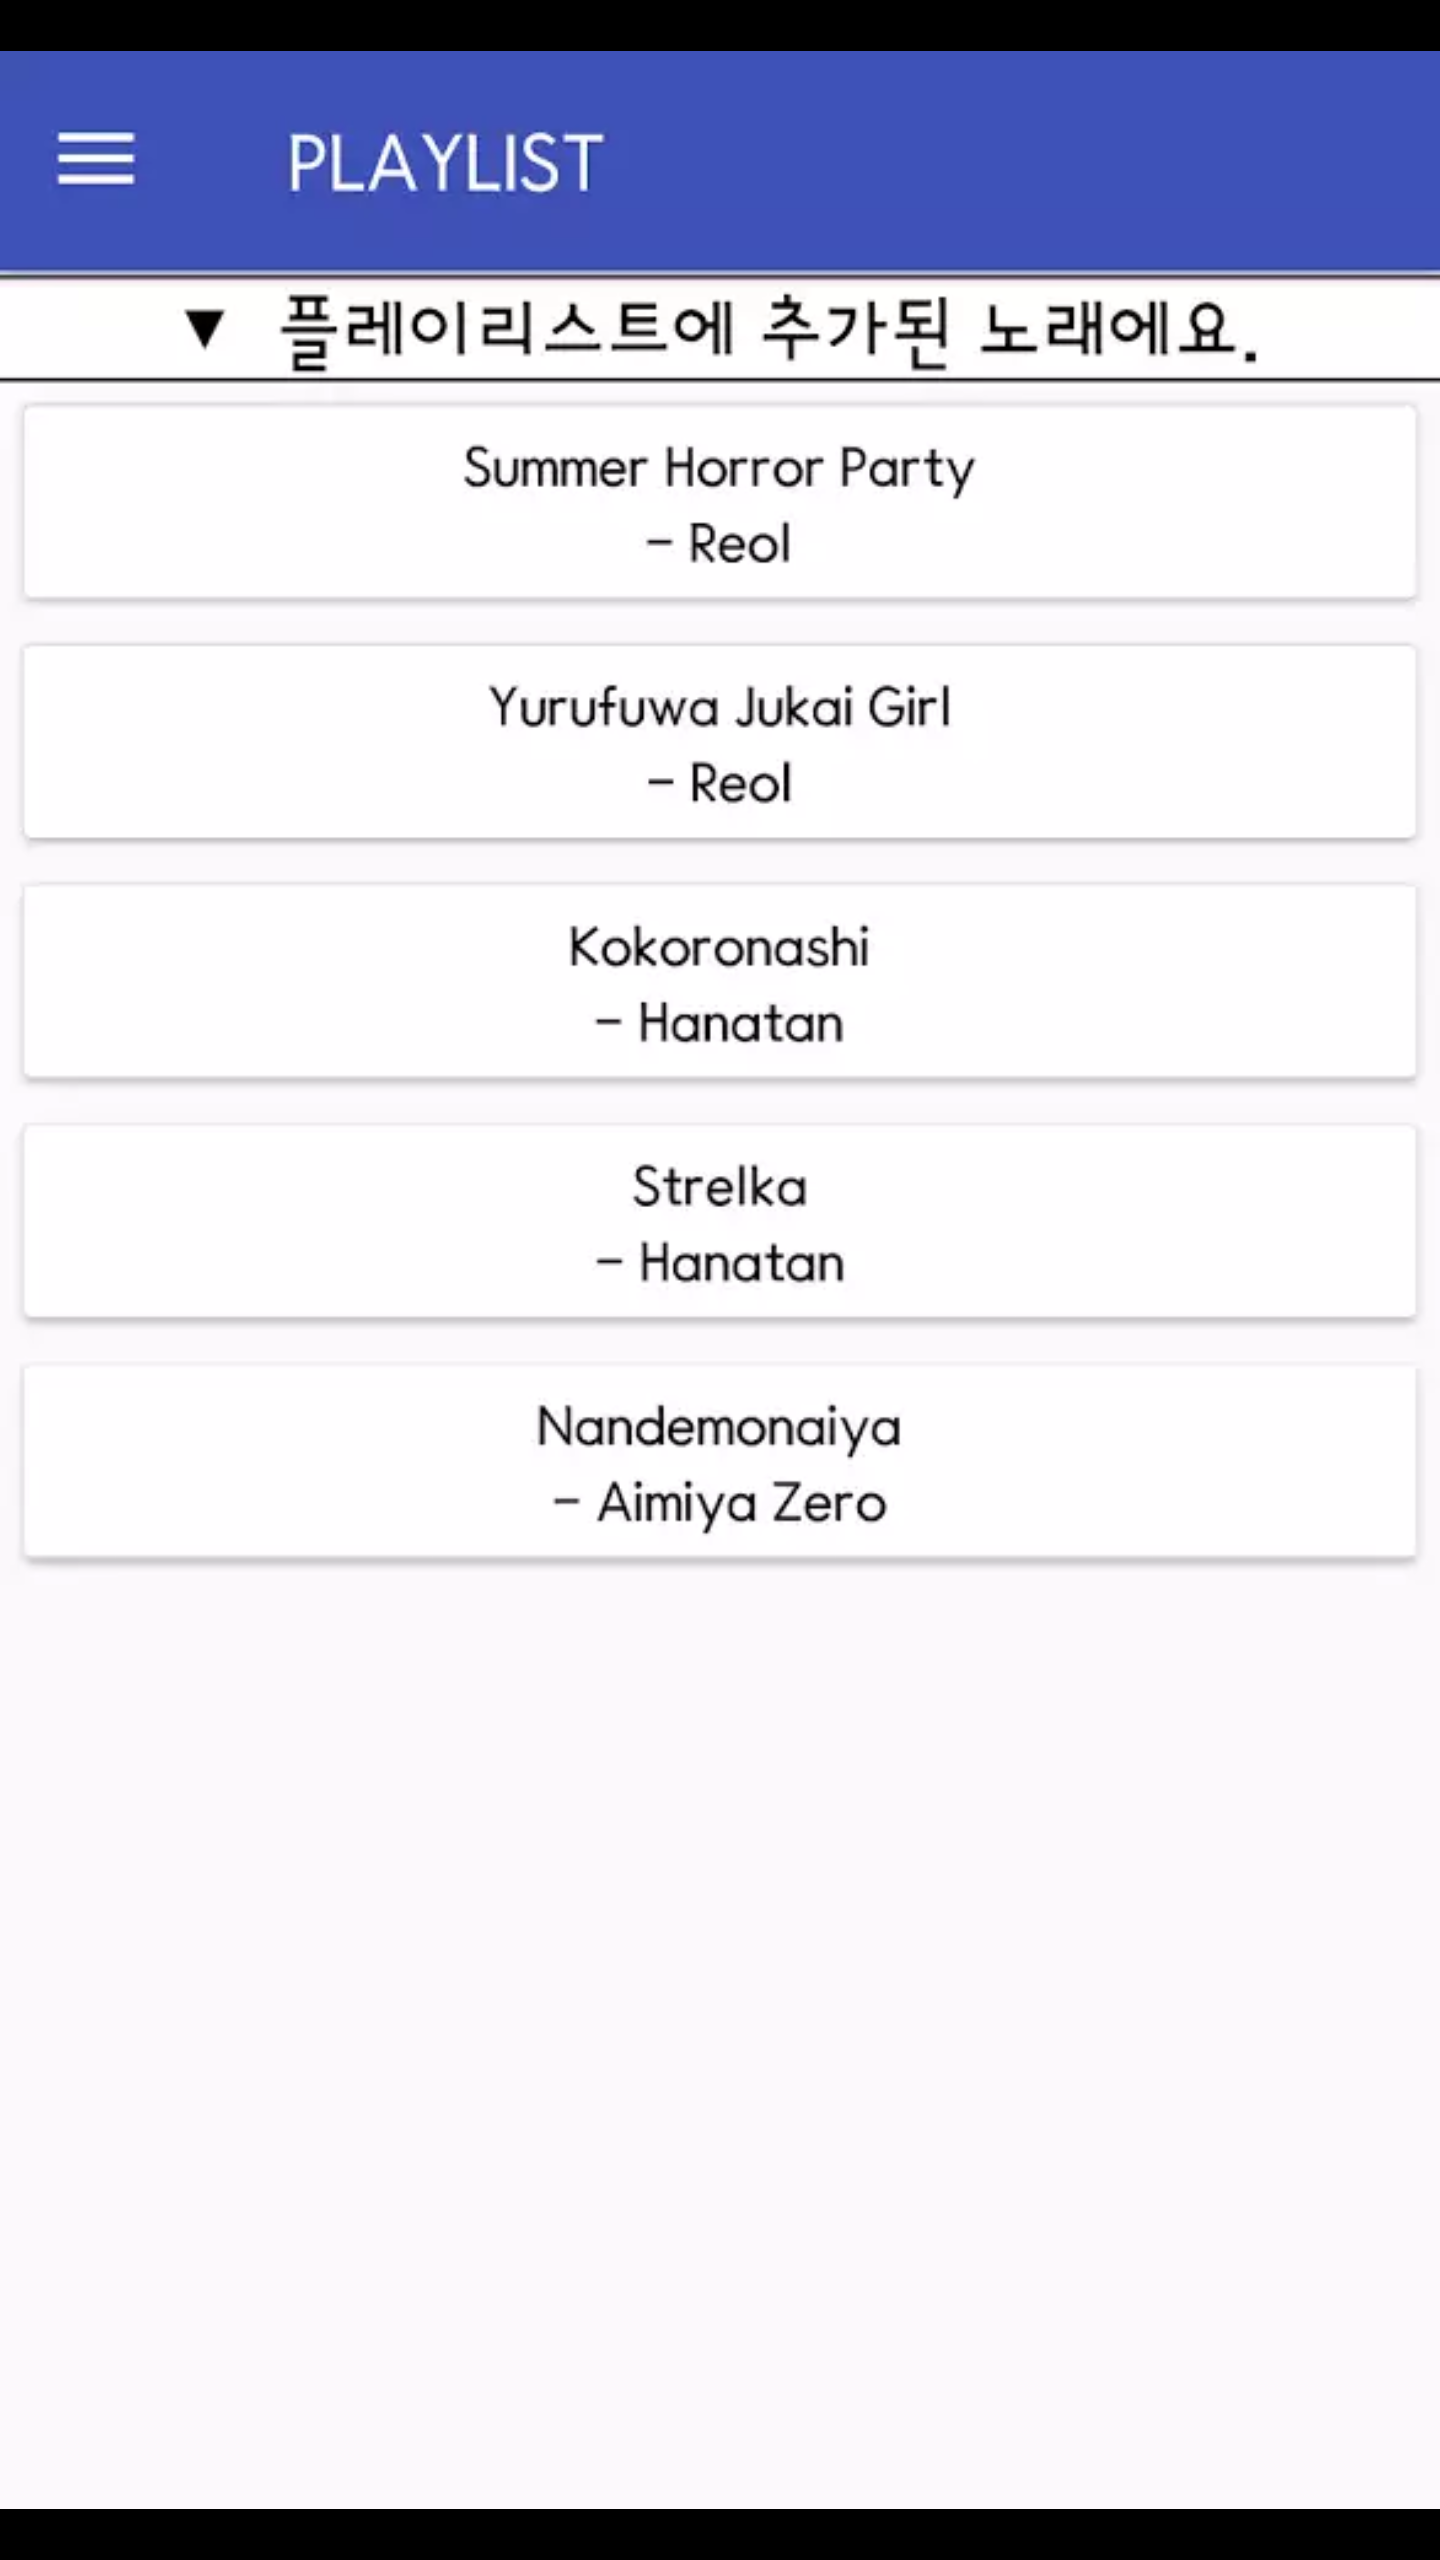 PLAYLIST
▼ 플레이리스트에 추가된 노래에요.
Summer Horror Party
- Reol
Yurufuwa Jukai Girl
- Reol
Kokoronashi
- Hanatan
Strelka
- Hanatan
Nandemonaiya
- Aimiya Zero